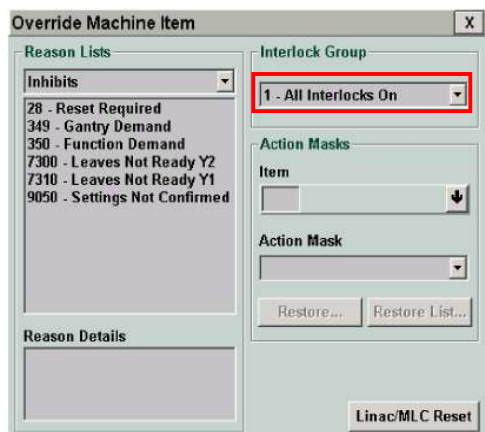 Override Machine Item
X
Reason Lists
Inhibits
28 - Reset Required
349 - Gantry Demand
350 - Function Demand
7300 - Leaves Not Ready Y2
7310 - Leaves Not Ready Y1
9050 - Settings Not Confirmed
Reason Details
Interlock Group
1 - All Interlocks On
Action Masks
Item
Action Mask
Restore...
Restore List...
Linac/MLC Reset